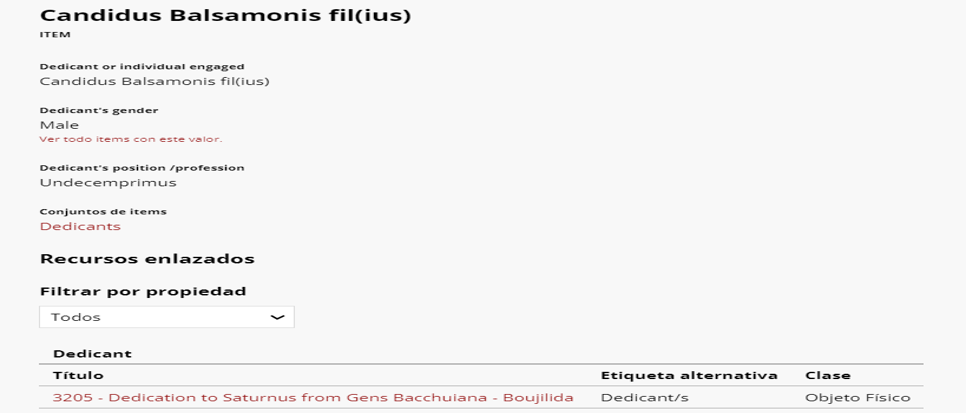 Candidus Balsamonis fil(ius)
ITEM
Dedicant or individual engaged
Candidus Balsamonis fil(ius)
Dedicant's gender
Male
Ver todo items con este valor.
Dedicant's position /profession
Undecemprimus
Conjuntos de items
Dedicants
Recursos enlazados
Filtrar por propiedad
Todos
Dedicant
Título Etiqueta alternativa Clase
3205 - Dedication to Saturnus from Gens Bacchuiana - Boujilida Dedicant/s Objeto Físico